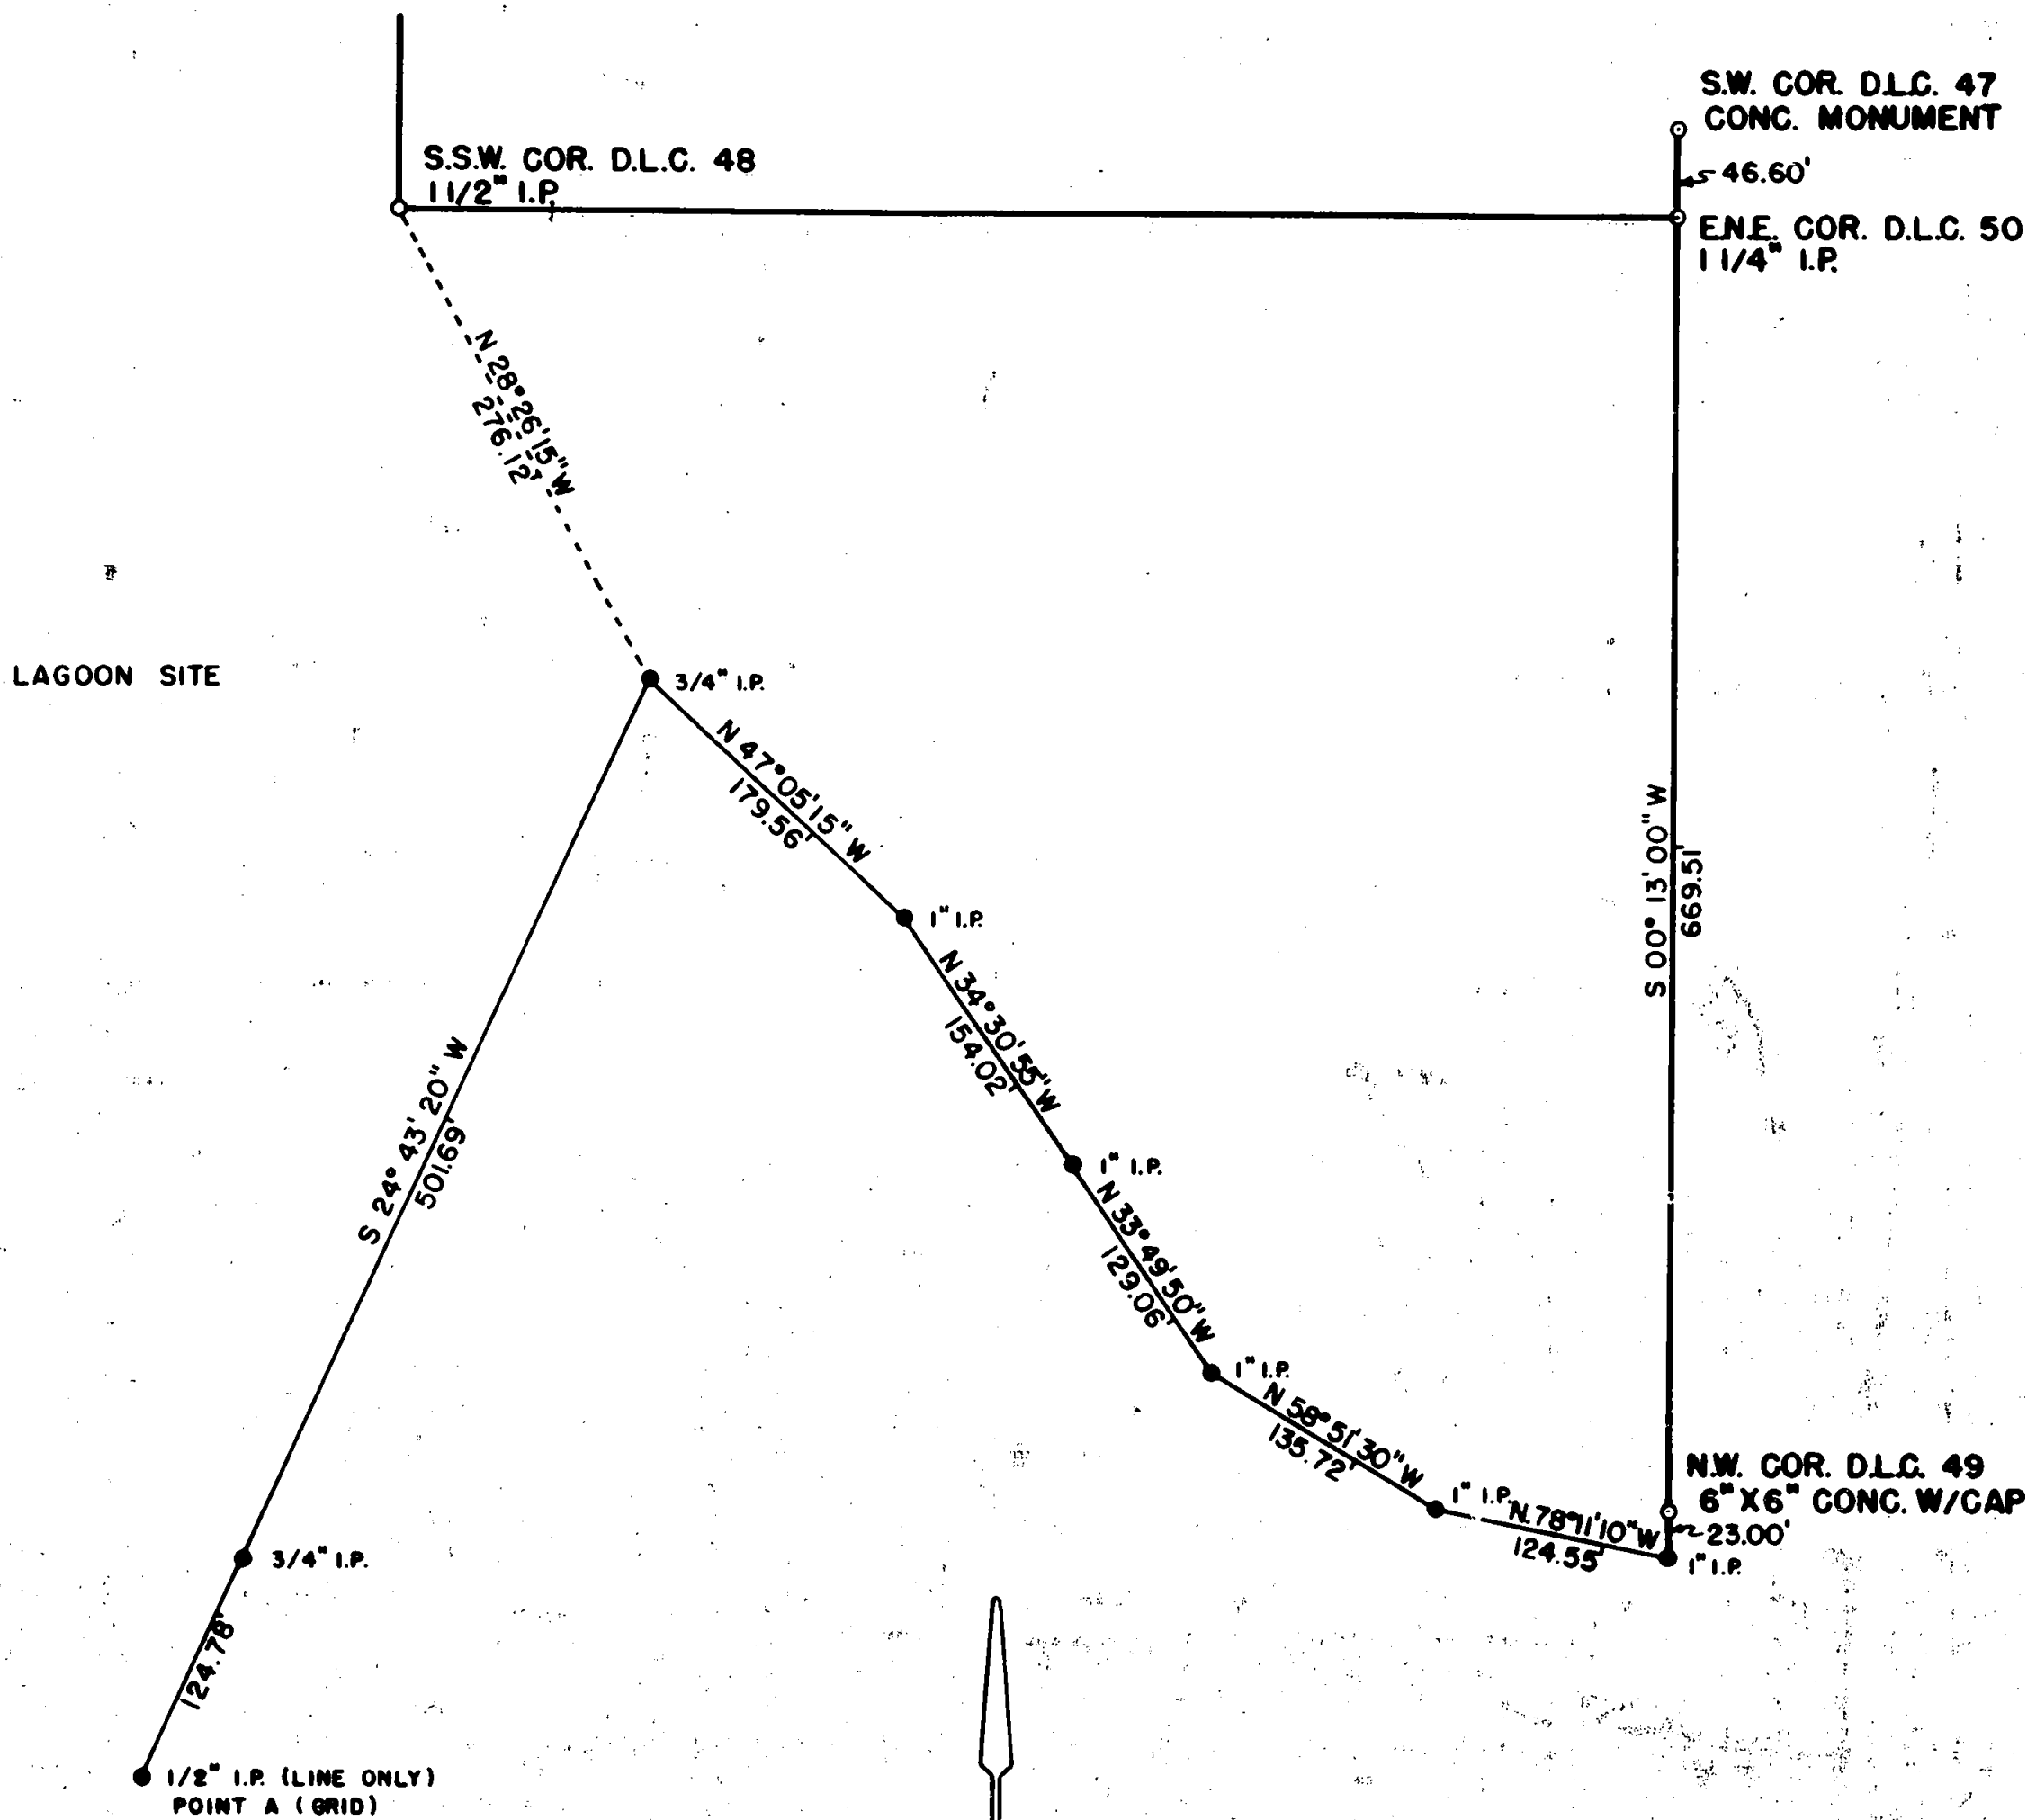 S.W. COR. D.L.C. 47
CONC. MONUMENT
46.60'
S.S.W. COR. D.L.C. 48
1 1/2" I.P.
E.N.E. COR. D.L.C. 50
1 1/4" I.P.
N 28° 26' 15" W
276.12'
LAGOON SITE
3/4" I.P.
N 47° 05' 15" W
179.56'
1" I.P.
S 00° 13' 00" W
669.51'
N 34° 30' 55" W
154.02'
S 24° 43' 20" W
501.69'
1" I.P.
N 33° 49' 50" W
129.06'
1" I.P.
N 58° 51' 30" W
135.72'
N.W. COR. D.L.C. 49
6" X 6" CONC. W/CAP
1" I.P.
N. 78° 11' 10" W
124.55'
23.00'
1" I.P.
3/4" I.P.
124.78'
1/2" I.P. (LINE ONLY)
POINT A (GRID)